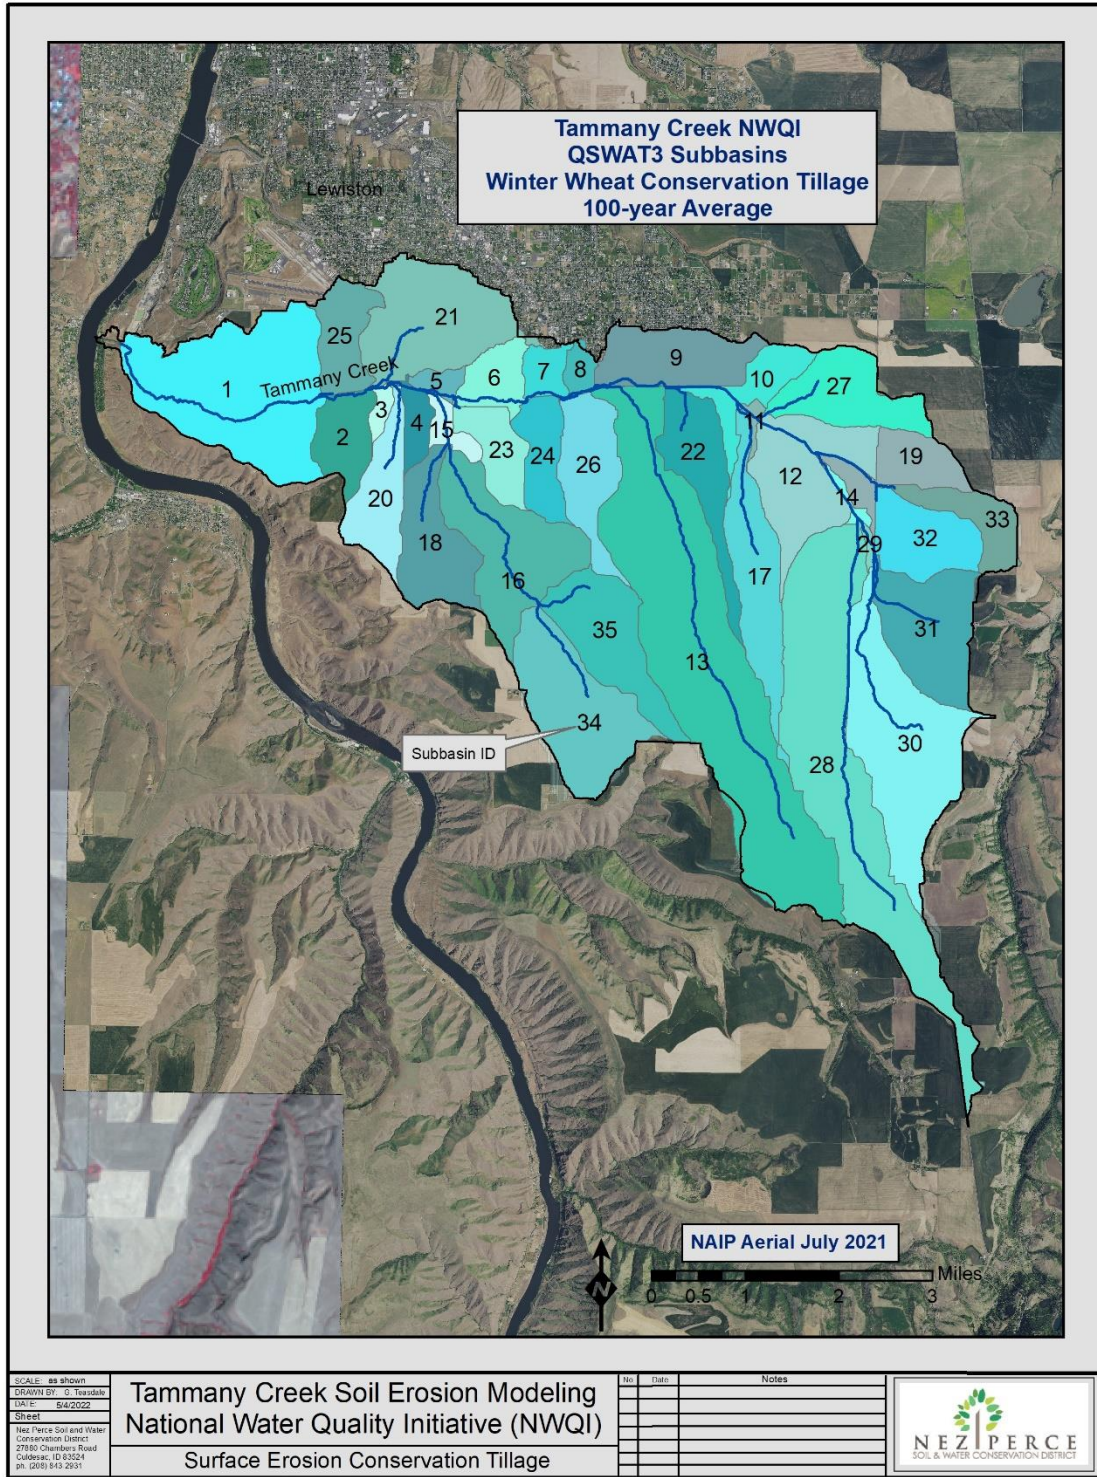 Tammany Creek NWQI
QSWAT3 Subbasins
Winter Wheat Conservation Tillage
100-year Average
Lewiston
Tammany Creek
1
25
21
2
3
5
4
15
6
7
8
9
10
27
11
20
18
23
24
26
22
12
19
14
33
29
32
17
16
35
13
31
34
28
30
Subbasin ID
NAIP Aerial July 2021
N
Miles
0 0.5 1 2 3
SCALE: as shown
DRAWN BY: G. Teasdale
DATE: 5/4/2022
Sheet
Nez Perce Soil and Water
Conservation District
27880 Chambers Road
Culdesac, ID 83524
ph. (208) 843-2931
Tammany Creek Soil Erosion Modeling
National Water Quality Initiative (NWQI)
Surface Erosion Conservation Tillage
No Date Notes
NEZ PERCE
SOIL & WATER CONSERVATION DISTRICT